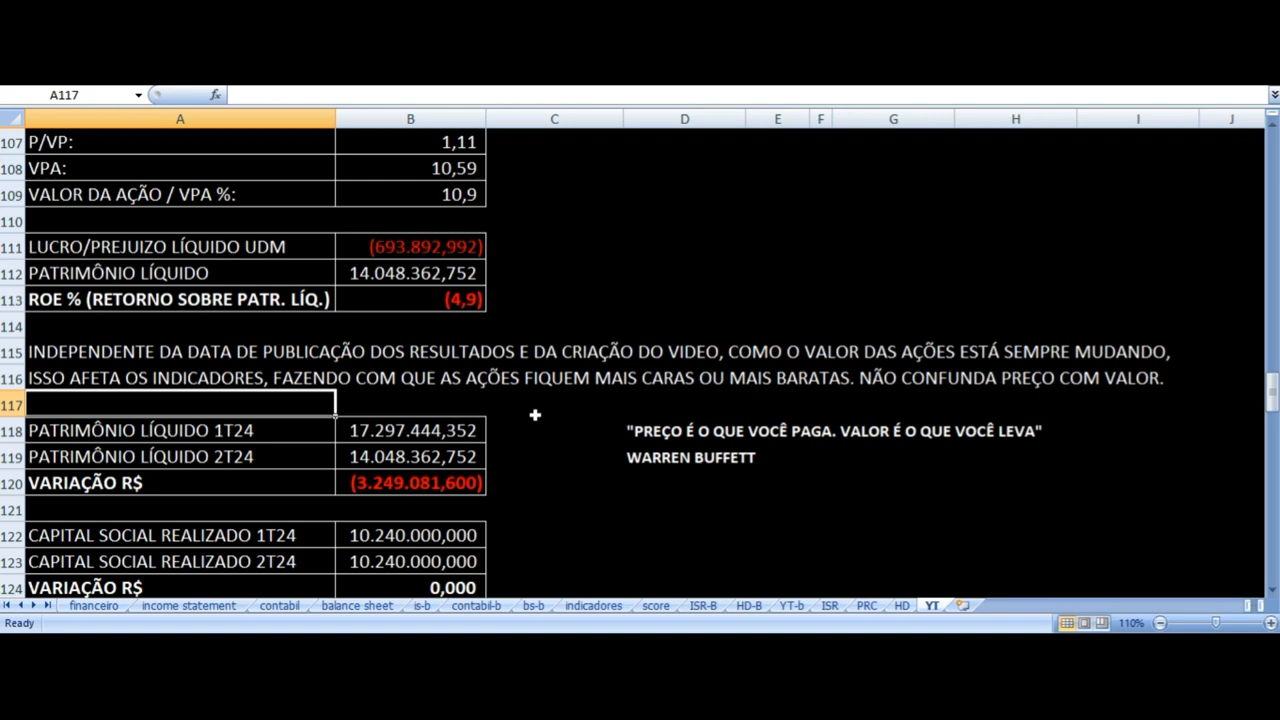 A117
fx
A B C D E F G H I J
107 P/VP: 1,11
108 VPA: 10,59
109 VALOR DA AÇÃO / VPA %: 10,9
110
111 LUCRO/PREJUIZO LÍQUIDO UDM (693.892,992)
112 PATRIMÔNIO LÍQUIDO 14.048.362,752
113 ROE % (RETORNO SOBRE PATR. LÍQ.) (4,9)
114
115 INDEPENDENTE DA DATA DE PUBLICAÇÃO DOS RESULTADOS E DA CRIAÇÃO DO VIDEO, COMO O VALOR DAS AÇÕES ESTÁ SEMPRE MUDANDO,
116 ISSO AFETA OS INDICADORES, FAZENDO COM QUE AS AÇÕES FIQUEM MAIS CARAS OU MAIS BARATAS. NÃO CONFUNDA PREÇO COM VALOR.
117
118 PATRIMÔNIO LÍQUIDO 1T24 17.297.444,352 "PREÇO É O QUE VOCÊ PAGA. VALOR É O QUE VOCÊ LEVA"
119 PATRIMÔNIO LÍQUIDO 2T24 14.048.362,752 WARREN BUFFETT
120 VARIAÇÃO R$ (3.249.081,600)
121
122 CAPITAL SOCIAL REALIZADO 1T24 10.240.000,000
123 CAPITAL SOCIAL REALIZADO 2T24 10.240.000,000
124 VARIAÇÃO R$ 0,000
financeiro income statement contabil balance sheet is-b contabil-b bs-b indicadores score ISR-B HD-B YT-b ISR PRC HD YT
Ready 110%